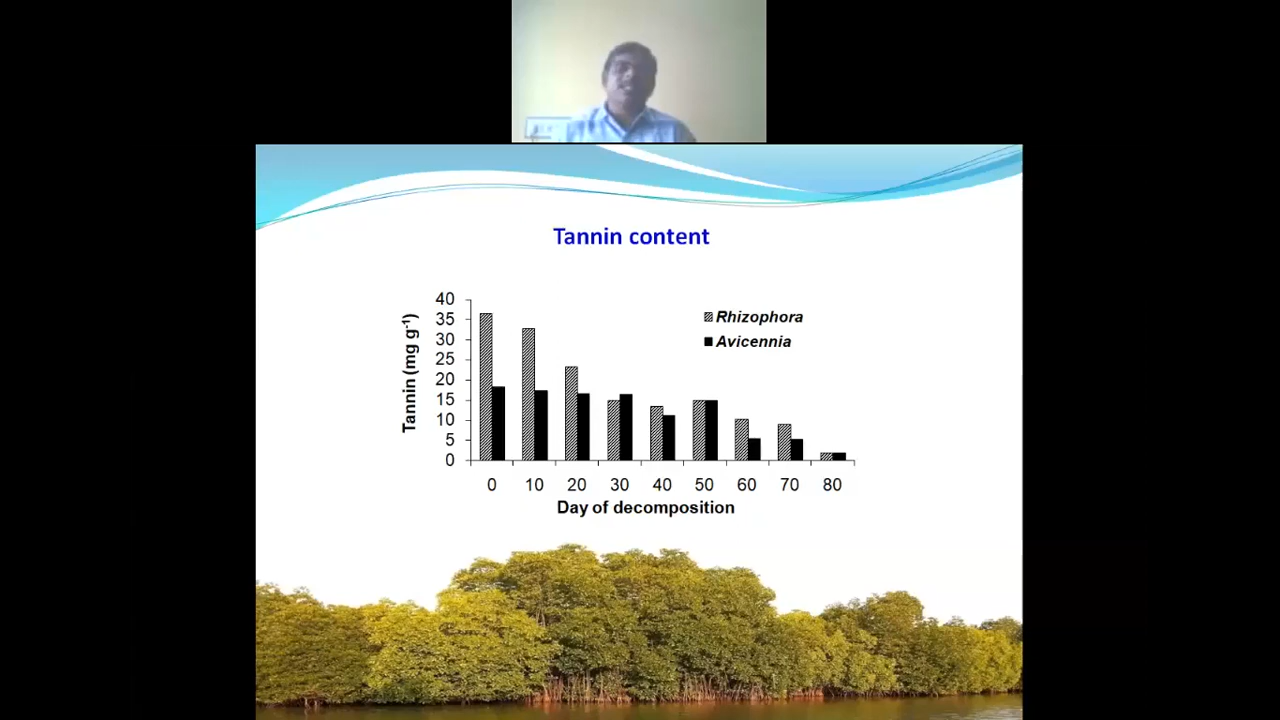 Tannin content
Tannin (mg g-1)
40
35
30
25
20
15
10
5
0
Rhizophora
Avicennia
0 10 20 30 40 50 60 70 80
Day of decomposition